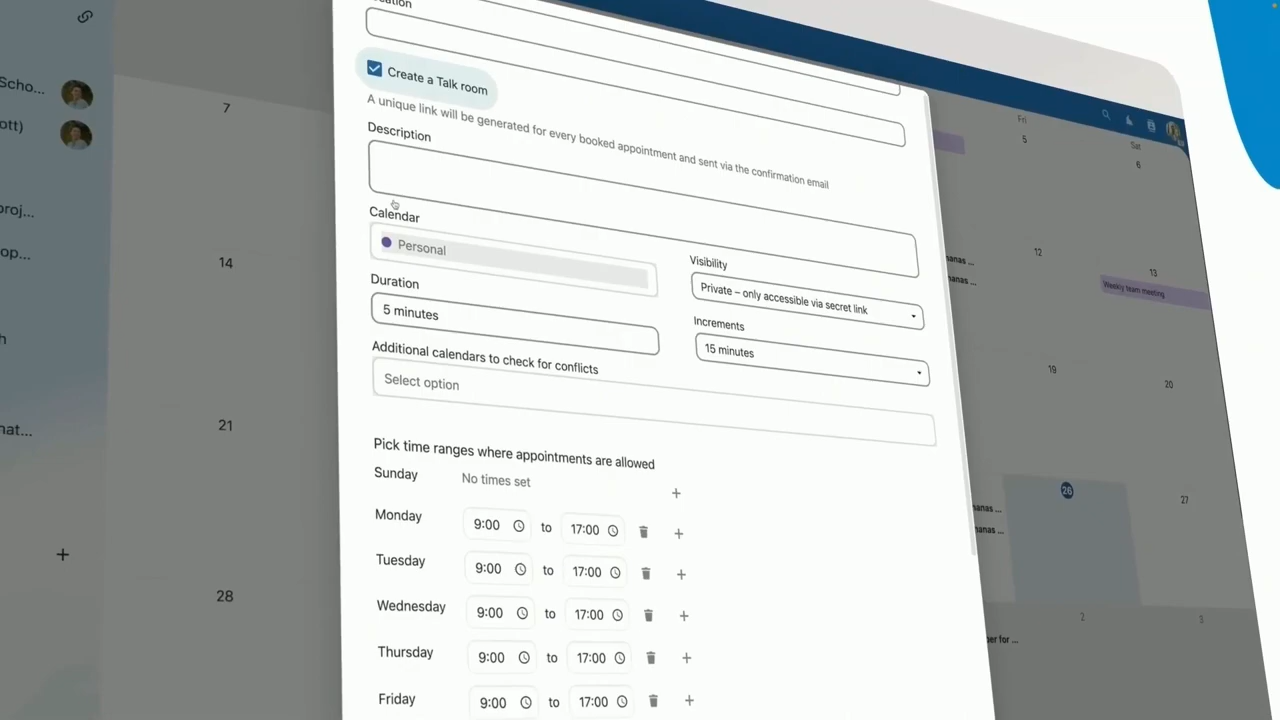 Create a Talk room
A unique link will be generated for every booked appointment and sent via the confirmation email
Description
Calendar
Personal
Visibility
Private – only accessible via secret link
Duration
5 minutes
Increments
15 minutes
Additional calendars to check for conflicts
Select option
Pick time ranges where appointments are allowed
Sunday No times set +
Monday 9:00 to 17:00 +
Tuesday 9:00 to 17:00 +
Wednesday 9:00 to 17:00 +
Thursday 9:00 to 17:00 +
Friday 9:00 to 17:00 +
Scho...
ott)
proj...
op...
nat...
+
7
14
21
28
Fri
5
Sat
6
12
13
Weekly team meeting
19
20
26
27
2
3